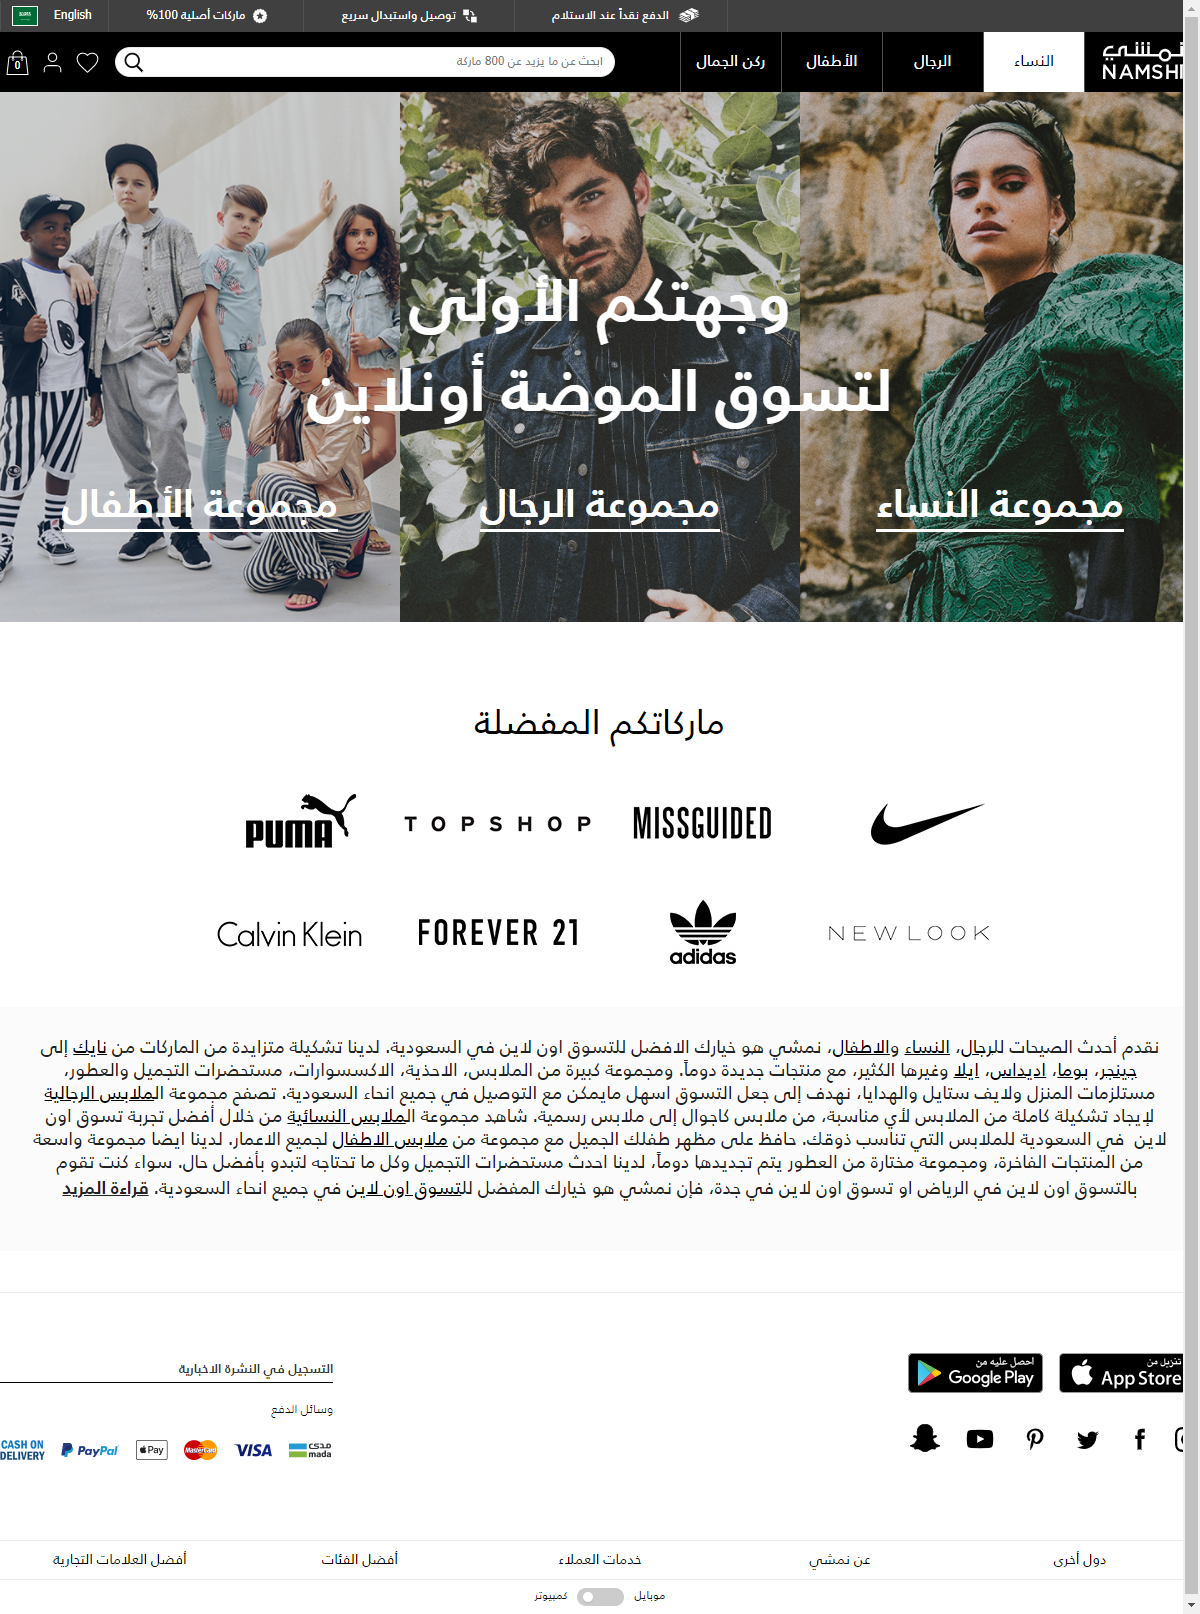 الدفع نقداً عند الاستلام
توصيل واستبدال سريع
ماركات أصلية 100%
English
نمشي
NAMSHI
النساء
الرجال
الأطفال
ركن الجمال
ابحث عن ما يزيد عن 800 ماركة
0
وجهتكم الأولى
لتسوق الموضة أونلاين
مجموعة النساء
مجموعة الرجال
مجموعة الأطفال
ماركاتكم المفضلة
MISSGUIDED
TOPSHOP
PUMA
NEW LOOK
adidas
FOREVER 21
Calvin Klein
نقدم أحدث الصيحات للرجال، النساء والاطفال، نمشي هو خيارك الافضل للتسوق اون لاين في السعودية. لدينا تشكيلة متزايدة من الماركات من نايك إلى
جينجر، بوما، اديداس، ايلا وغيرها الكثير، مع منتجات جديدة دوماً. ومجموعة كبيرة من الملابس، الاحذية، الاكسسوارات، مستحضرات التجميل والعطور،
مستلزمات المنزل ولايف ستايل والهدايا، نهدف إلى جعل التسوق اسهل مايمكن مع التوصيل في جميع انحاء السعودية. تصفح مجموعة الملابس الرجالية
لإيجاد تشكيلة كاملة من الملابس لأي مناسبة، من ملابس كاجوال إلى ملابس رسمية. شاهد مجموعة الملابس النسائية من خلال أفضل تجربة تسوق اون
لاين في السعودية للملابس التي تناسب ذوقك. حافظ على مظهر طفلك الجميل مع مجموعة من ملابس الاطفال لجميع الاعمار. لدينا ايضا مجموعة واسعة
من المنتجات الفاخرة، ومجموعة مختارة من العطور يتم تجديدها دوماً، لدينا احدث مستحضرات التجميل وكل ما تحتاجه لتبدو بأفضل حال. سواء كنت تقوم
بالتسوق اون لاين في الرياض او تسوق اون لاين في جدة، فإن نمشي هو خيارك المفضل للتسوق اون لاين في جميع انحاء السعودية. قراءة المزيد
تنزيل من
App Store
احصل عليه من
Google Play
التسجيل في النشرة الاخبارية
وسائل الدفع
مدى
mada
VISA
MasterCard
Pay
PayPal
CASH ON
DELIVERY
دول أخرى
عن نمشي
خدمات العملاء
أفضل الفئات
أفضل العلامات التجارية
موبايل
كمبيوتر